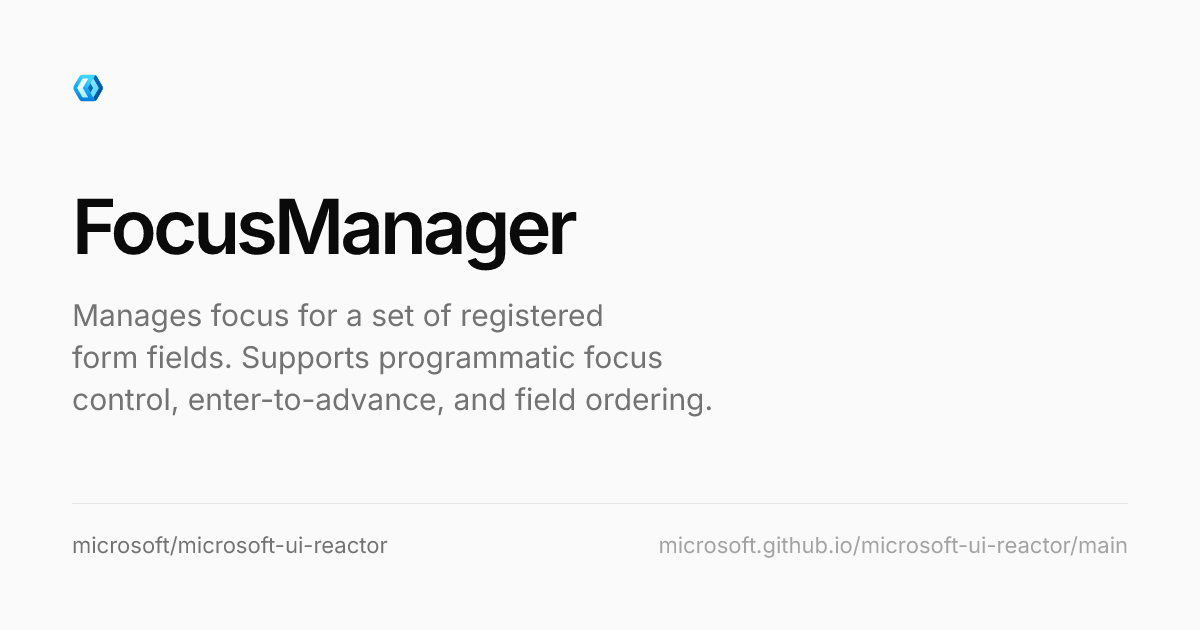 FocusManager
Manages focus for a set of registered
form fields. Supports programmatic focus
control, enter-to-advance, and field ordering.
microsoft/microsoft-ui-reactor
microsoft.github.io/microsoft-ui-reactor/main